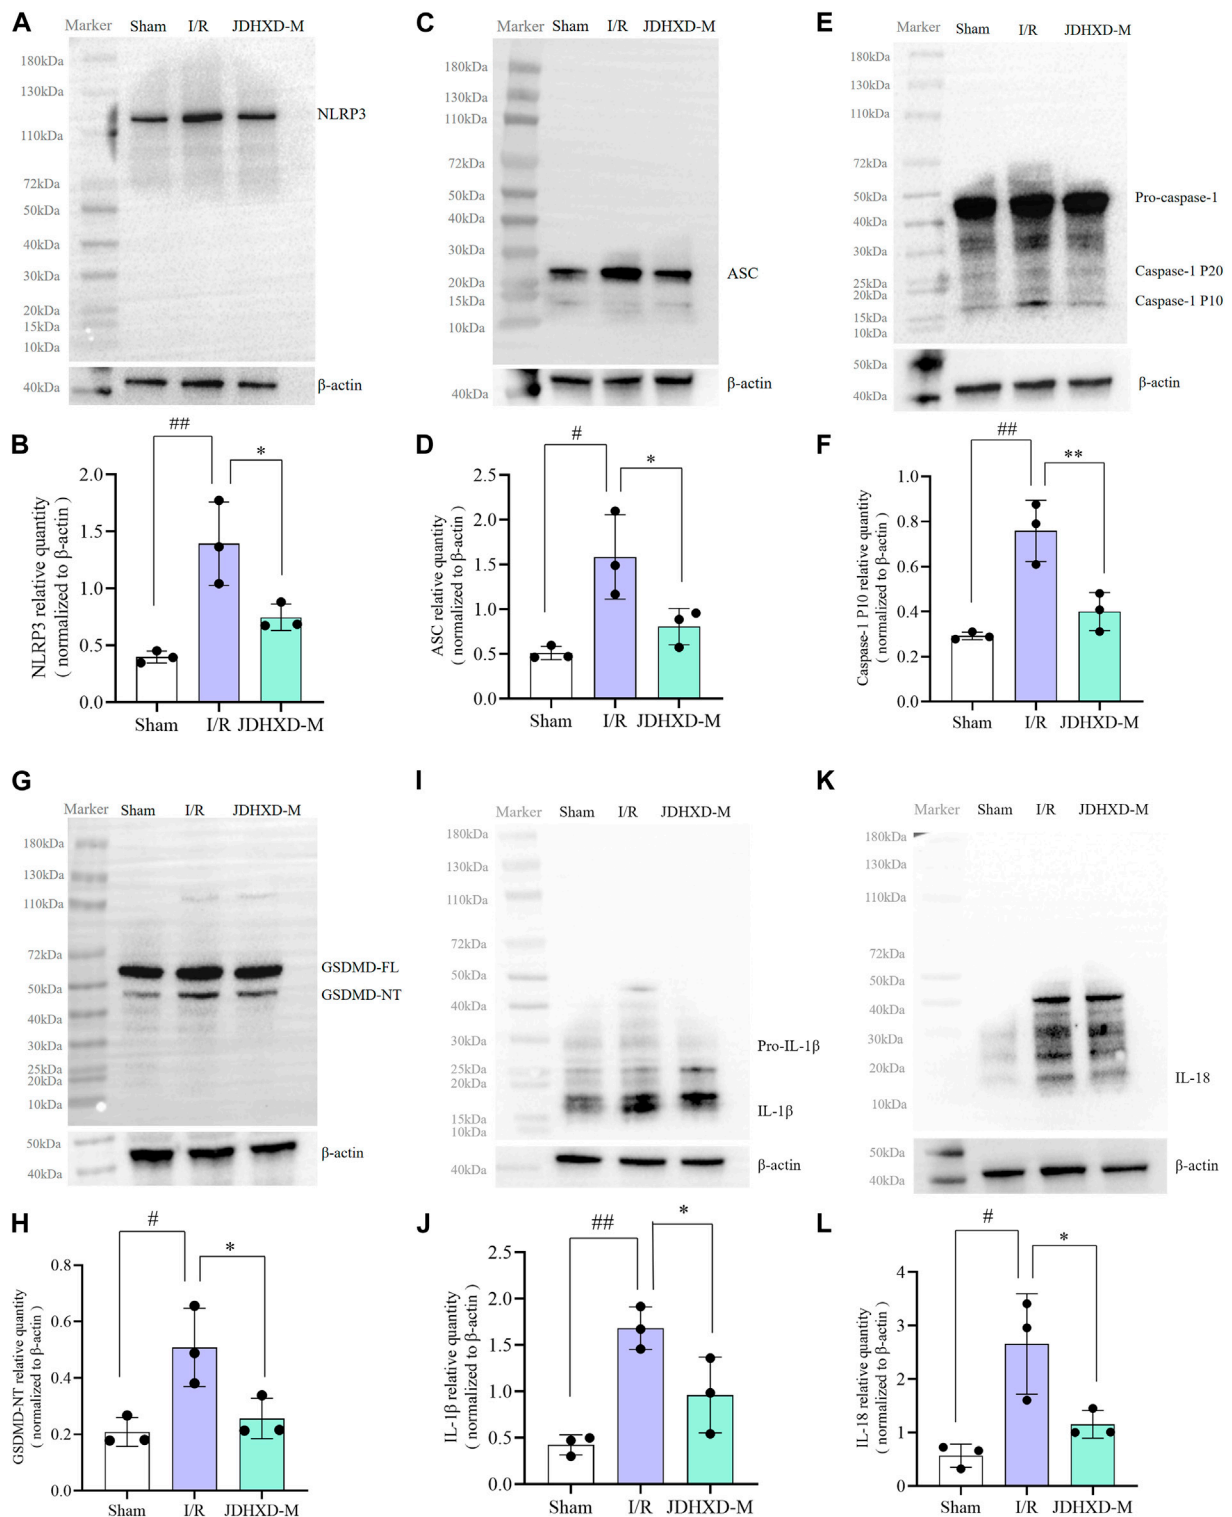 A
Marker Sham I/R JDHXD-M
180kDa
130kDa
NLRP3
110kDa
72kDa
50kDa
40kDa
30kDa
20kDa
15kDa
10kDa
40kDa
β-actin
C
Marker Sham I/R JDHXD-M
180kDa
130kDa
110kDa
72kDa
50kDa
40kDa
30kDa
ASC
20kDa
15kDa
10kDa
40kDa
β-actin
E
Marker Sham I/R JDHXD-M
180kDa
130kDa
110kDa
72kDa
50kDa
Pro-caspase-1
40kDa
30kDa
Caspase-1 P20
25kDa
20kDa
Caspase-1 P10
15kDa
10kDa
50kDa
β-actin
40kDa
B
##
*
NLRP3 relative quantity
( normalized to β-actin )
2.0
1.5
1.0
0.5
0.0
Sham I/R JDHXD-M
D
#
*
ASC relative quantity
( normalized to β-actin )
2.5
2.0
1.5
1.0
0.5
0.0
Sham I/R JDHXD-M
F
##
**
Caspase-1 P10 relative quantity
( normalized to β-actin )
1.0
0.8
0.6
0.4
0.2
0.0
Sham I/R JDHXD-M
G
Marker Sham I/R JDHXD-M
180kDa
130kDa
110kDa
72kDa
GSDMD-FL
50kDa
GSDMD-NT
40kDa
30kDa
25kDa
20kDa
10kDa
50kDa
β-actin
40kDa
I
Marker Sham I/R JDHXD-M
180kDa
130kDa
110kDa
72kDa
50kDa
40kDa
30kDa
Pro-IL-1β
25kDa
20kDa
IL-1β
15kDa
10kDa
40kDa
β-actin
K
Marker Sham I/R JDHXD-M
180kDa
130kDa
110kDa
72kDa
50kDa
40kDa
30kDa
20kDa
IL-18
10kDa
50kDa
β-actin
40kDa
H
#
*
GSDMD-NT relative quantity
( normalized to β-actin )
0.8
0.6
0.4
0.2
0.0
Sham I/R JDHXD-M
J
##
*
IL-1β relative quantity
( normalized to β-actin )
2.5
2.0
1.5
1.0
0.5
0.0
Sham I/R JDHXD-M
L
#
*
IL-18 relative quantity
( normalized to β-actin )
4
3
2
1
0
Sham I/R JDHXD-M